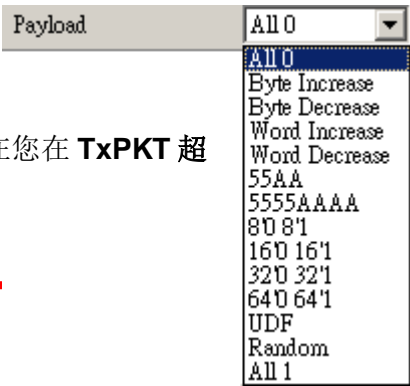 Payload All 0
All 0
Byte Increase
Byte Decrease
Word Increase
在您在 TxPKT 超
Word Decrease
55AA
5555AAAA
8'0 8'1
16'0 16'1
32'0 32'1
64'0 64'1
UDF
Random
All 1